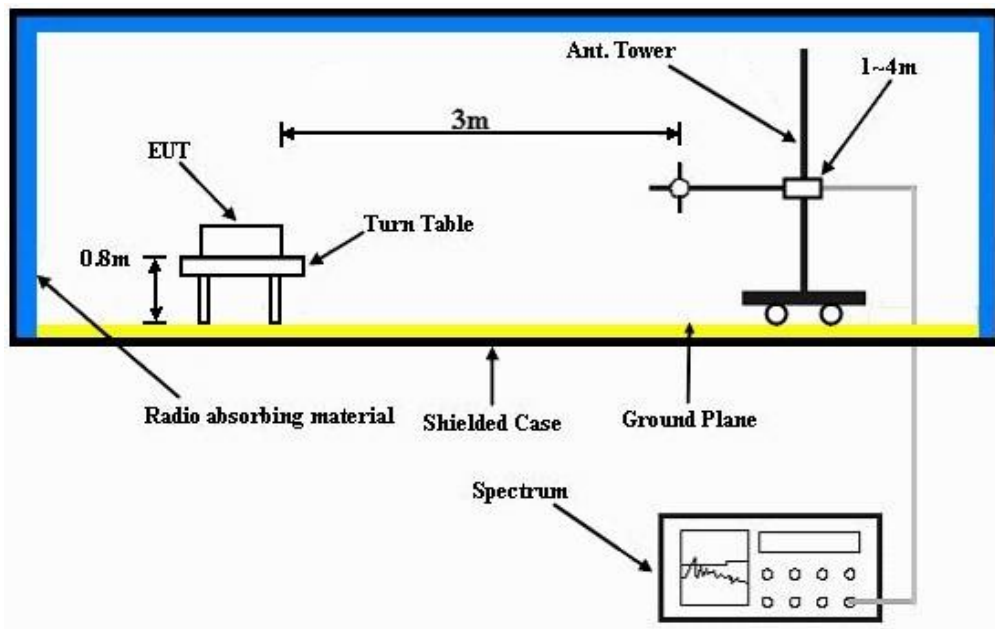 Ant. Tower
1~4m
3m
EUT
Turn Table
0.8m
Radio absorbing material
Shielded Case
Ground Plane
Spectrum